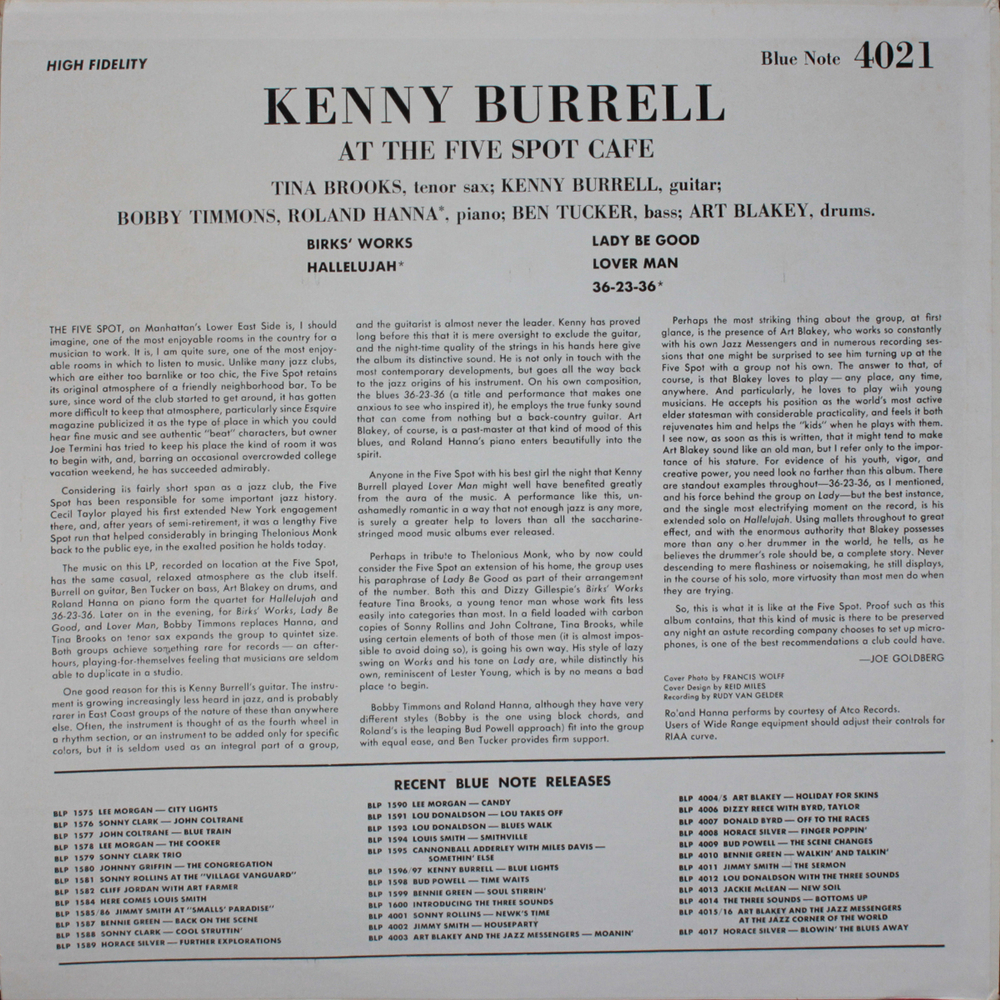 HIGH FIDELITY
Blue Note 4021
KENNY BURRELL
AT THE FIVE SPOT CAFE
TINA BROOKS, tenor sax; KENNY BURRELL, guitar;
BOBBY TIMMONS, ROLAND HANNA*, piano; BEN TUCKER, bass; ART BLAKEY, drums.
BIRKS' WORKS
HALLELUJAH*
LADY BE GOOD
LOVER MAN
36-23-36*
THE FIVE SPOT, on Manhattan's Lower East Side is, I should
imagine, one of the most enjoyable rooms in the country for a
musician to work. It is, I am quite sure, one of the most enjoy-
able rooms in which to listen to music. Unlike many jazz clubs,
which are either too barnlike or too chic, the Five Spot retains
its original atmosphere of a friendly neighborhood bar. To be
sure, since word of the club started to get around, it has gotten
more difficult to keep that atmosphere, particularly since Esquire
magazine publicized it as the type of place in which you could
hear fine music and see authentic "beat" characters, but owner
Joe Termini has tried to keep his place the kind of room it was
to begin with, and, barring an occasional overcrowded college
vacation weekend, he has succeeded admirably.
Considering its fairly short span as a jazz club, the Five
Spot has been responsible for some important jazz history.
Cecil Taylor played his first extended New York engagement
there, and, after years of semi-retirement, it was a lengthy Five
Spot run that helped considerably in bringing Thelonious Monk
back to the public eye, in the exalted position he holds today.
The music on this LP, recorded on location at the Five Spot,
has the same casual, relaxed atmosphere as the club itself.
Burrell on guitar, Ben Tucker on bass, Art Blakey on drums, and
Roland Hanna on piano form the quartet for Hallelujah and
36-23-36. Later on in the evening, for Birks' Works, Lady Be
Good, and Lover Man, Bobby Timmons replaces Hanna, and
Tina Brooks on tenor sax expands the group to quintet size.
Both groups achieve something rare for records — an after-
hours, playing-for-themselves feeling that musicians are seldom
able to duplicate in a studio.
One good reason for this is Kenny Burrell's guitar. The instru-
ment is growing increasingly less heard in jazz, and is probably
rarer in East Coast groups of the nature of these than anywhere
else. Often, the instrument is thought of as the fourth wheel in
a rhythm section, or an instrument to be added only for specific
colors, but it is seldom used as an integral part of a group,
and the guitarist is almost never the leader. Kenny has proved
long before this that it is mere oversight to exclude the guitar,
and the night-time quality of the strings in his hands here give
the album its distinctive sound. He is not only in touch with the
most contemporary developments, but goes all the way back
to the jazz origins of his instrument. On his own composition,
the blues 36-23-36 (a title and performance that makes one
anxious to see who inspired it), he employs the true funky sound
that can come from nothing but a back-country guitar. Art
Blakey, of course, is a past-master at that kind of mood of this
blues, and Roland Hanna's piano enters beautifully into the
spirit.
Anyone in the Five Spot with his best girl the night that Kenny
Burrell played Lover Man might well have benefited greatly
from the aura of the music. A performance like this, un-
ashamedly romantic in a way that not enough jazz is any more,
is surely a greater help to lovers than all the saccharine-
stringed mood music albums ever released.
Perhaps in tribute to Thelonious Monk, who by now could
consider the Five Spot an extension of his home, the group uses
his paraphrase of Lady Be Good as part of their arrangement
of the number. Both this and Dizzy Gillespie's Birks' Works
feature Tina Brooks, a young tenor man whose work fits less
easily into categories than most. In a field loaded with carbon
copies of Sonny Rollins and John Coltrane, Tina Brooks, while
using certain elements of both of those men (it is almost impos-
sible to avoid doing so), is going his own way. His style of lazy
swing on Works and his tone on Lady are, while distinctly his
own, reminiscent of Lester Young, which is by no means a bad
place to begin.
Bobby Timmons and Roland Hanna, although they have very
different styles (Bobby is the one using block chords, and
Roland's is the leaping Bud Powell approach) fit into the group
with equal ease, and Ben Tucker provides firm support.
Perhaps the most striking thing about the group, at first
glance, is the presence of Art Blakey, who works so constantly
with his own Jazz Messengers and in numerous recording ses-
sions that one might be surprised to see him turning up at the
Five Spot with a group not his own. The answer to that, of
course, is that Blakey loves to play — any place, any time,
anywhere. And particularly, he loves to play with young
musicians. He accepts his position as the world's most active
elder statesman with considerable practicality, and feels it both
rejuvenates him and helps the "kids" when he plays with them.
I see now, as soon as this is written, that it might tend to make
Art Blakey sound like an old man, but I refer only to the impor-
tance of his stature. For evidence of his youth, vigor, and
creative power, you need look no farther than this album. There
are standout examples throughout—36-23-36, as I mentioned,
and his force behind the group on Lady—but the best instance,
and the single most electrifying moment on the record, is his
extended solo on Hallelujah. Using mallets throughout to great
effect, and with the enormous authority that Blakey possesses
more than any o her drummer in the world, he tells, as he
believes the drummer's role should be, a complete story. Never
descending to mere flashiness or noisemaking, he still displays,
in the course of his solo, more virtuosity than most men do when
they are trying.
So, this is what it is like at the Five Spot. Proof such as this
album contains, that this kind of music is there to be preserved
any night an astute recording company chooses to set up micro-
phones, is one of the best recommendations a club could have.
—JOE GOLDBERG
Cover Photo by FRANCIS WOLFF
Cover Design by REID MILES
Recording by RUDY VAN GELDER
Ro'and Hanna performs by courtesy of Atco Records.
Users of Wide Range equipment should adjust their controls for
RIAA curve.
RECENT BLUE NOTE RELEASES
BLP 1575 LEE MORGAN — CITY LIGHTS
BLP 1576 SONNY CLARK — JOHN COLTRANE
BLP 1577 JOHN COLTRANE — BLUE TRAIN
BLP 1578 LEE MORGAN — THE COOKER
BLP 1579 SONNY CLARK TRIO
BLP 1580 JOHNNY GRIFFIN — THE CONGREGATION
BLP 1581 SONNY ROLLINS AT THE "VILLAGE VANGUARD"
BLP 1582 CLIFF JORDAN WITH ART FARMER
BLP 1584 HERE COMES LOUIS SMITH
BLP 1585/86 JIMMY SMITH AT "SMALLS' PARADISE"
BLP 1587 BENNIE GREEN — BACK ON THE SCENE
BLP 1588 SONNY CLARK — COOL STRUTTIN'
BLP 1589 HORACE SILVER — FURTHER EXPLORATIONS
BLP 1590 LEE MORGAN — CANDY
BLP 1591 LOU DONALDSON — LOU TAKES OFF
BLP 1593 LOU DONALDSON — BLUES WALK
BLP 1594 LOUIS SMITH — SMITHVILLE
BLP 1595 CANNONBALL ADDERLEY WITH MILES DAVIS —
SOMETHIN' ELSE
BLP 1596/97 KENNY BURRELL — BLUE LIGHTS
BLP 1598 BUD POWELL — TIME WAITS
BLP 1599 BENNIE GREEN — SOUL STIRRIN'
BLP 1600 INTRODUCING THE THREE SOUNDS
BLP 4001 SONNY ROLLINS — NEWK'S TIME
BLP 4002 JIMMY SMITH — HOUSEPARTY
BLP 4003 ART BLAKEY AND THE JAZZ MESSENGERS — MOANIN'
BLP 4004/5 ART BLAKEY — HOLIDAY FOR SKINS
BLP 4006 DIZZY REECE WITH BYRD, TAYLOR
BLP 4007 DONALD BYRD — OFF TO THE RACES
BLP 4008 HORACE SILVER — FINGER POPPIN'
BLP 4009 BUD POWELL — THE SCENE CHANGES
BLP 4010 BENNIE GREEN — WALKIN' AND TALKIN'
BLP 4011 JIMMY SMITH — THE SERMON
BLP 4012 LOU DONALDSON WITH THE THREE SOUNDS
BLP 4013 JACKIE McLEAN — NEW SOIL
BLP 4014 THE THREE SOUNDS — BOTTOMS UP
BLP 4015/16 ART BLAKEY AND THE JAZZ MESSENGERS
AT THE JAZZ CORNER OF THE WORLD
BLP 4017 HORACE SILVER — BLOWIN' THE BLUES AWAY